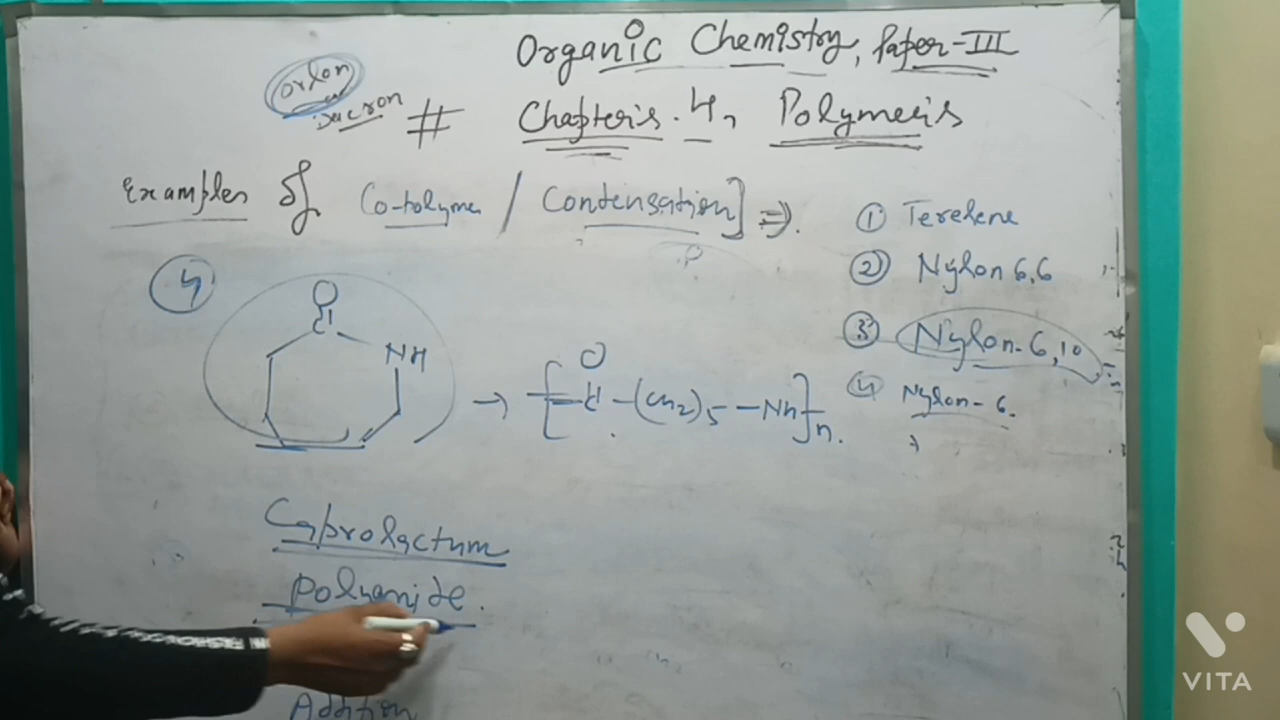 Organic Chemistry, Paper-III
orlon
dacron
# Chapter's. 4, Polymers
Examples of Co-Polymer / Condensation] ⇒.
P
① Terelene
② Nylon 6,6
③ Nylon-6,10
④ Nylon-6.
④
O
C
NH
→ [-C-(CH2)5-NH]n.
O
Caprolactum
Polyamide.
Addition
FASHION
VITA